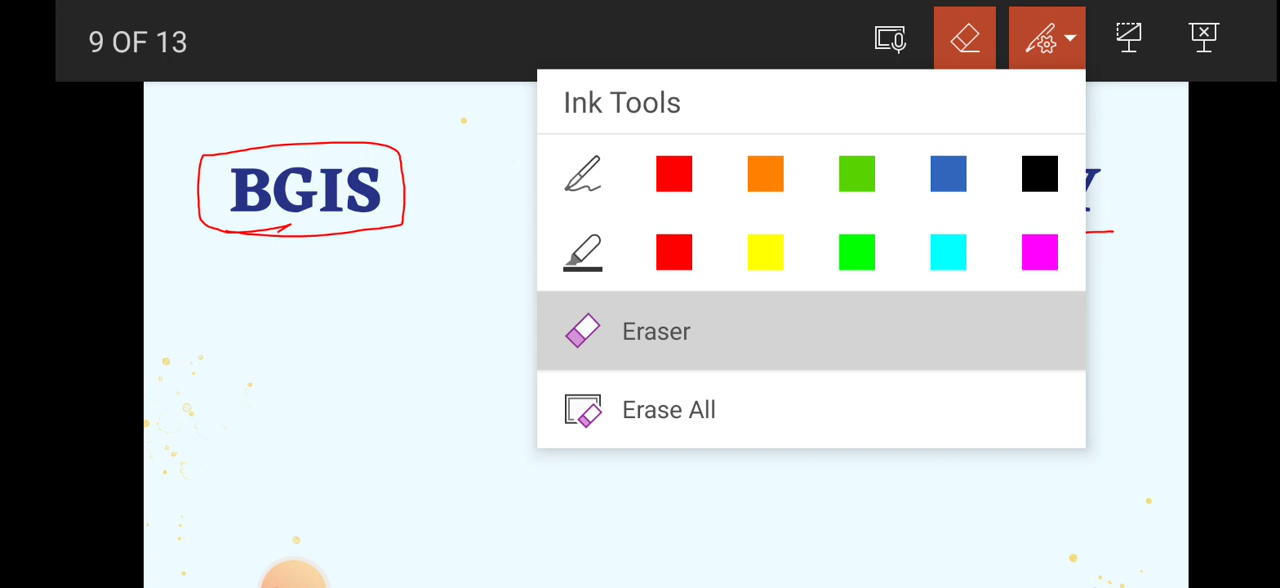 9 OF 13
Ink Tools
BGIS
Eraser
Erase All